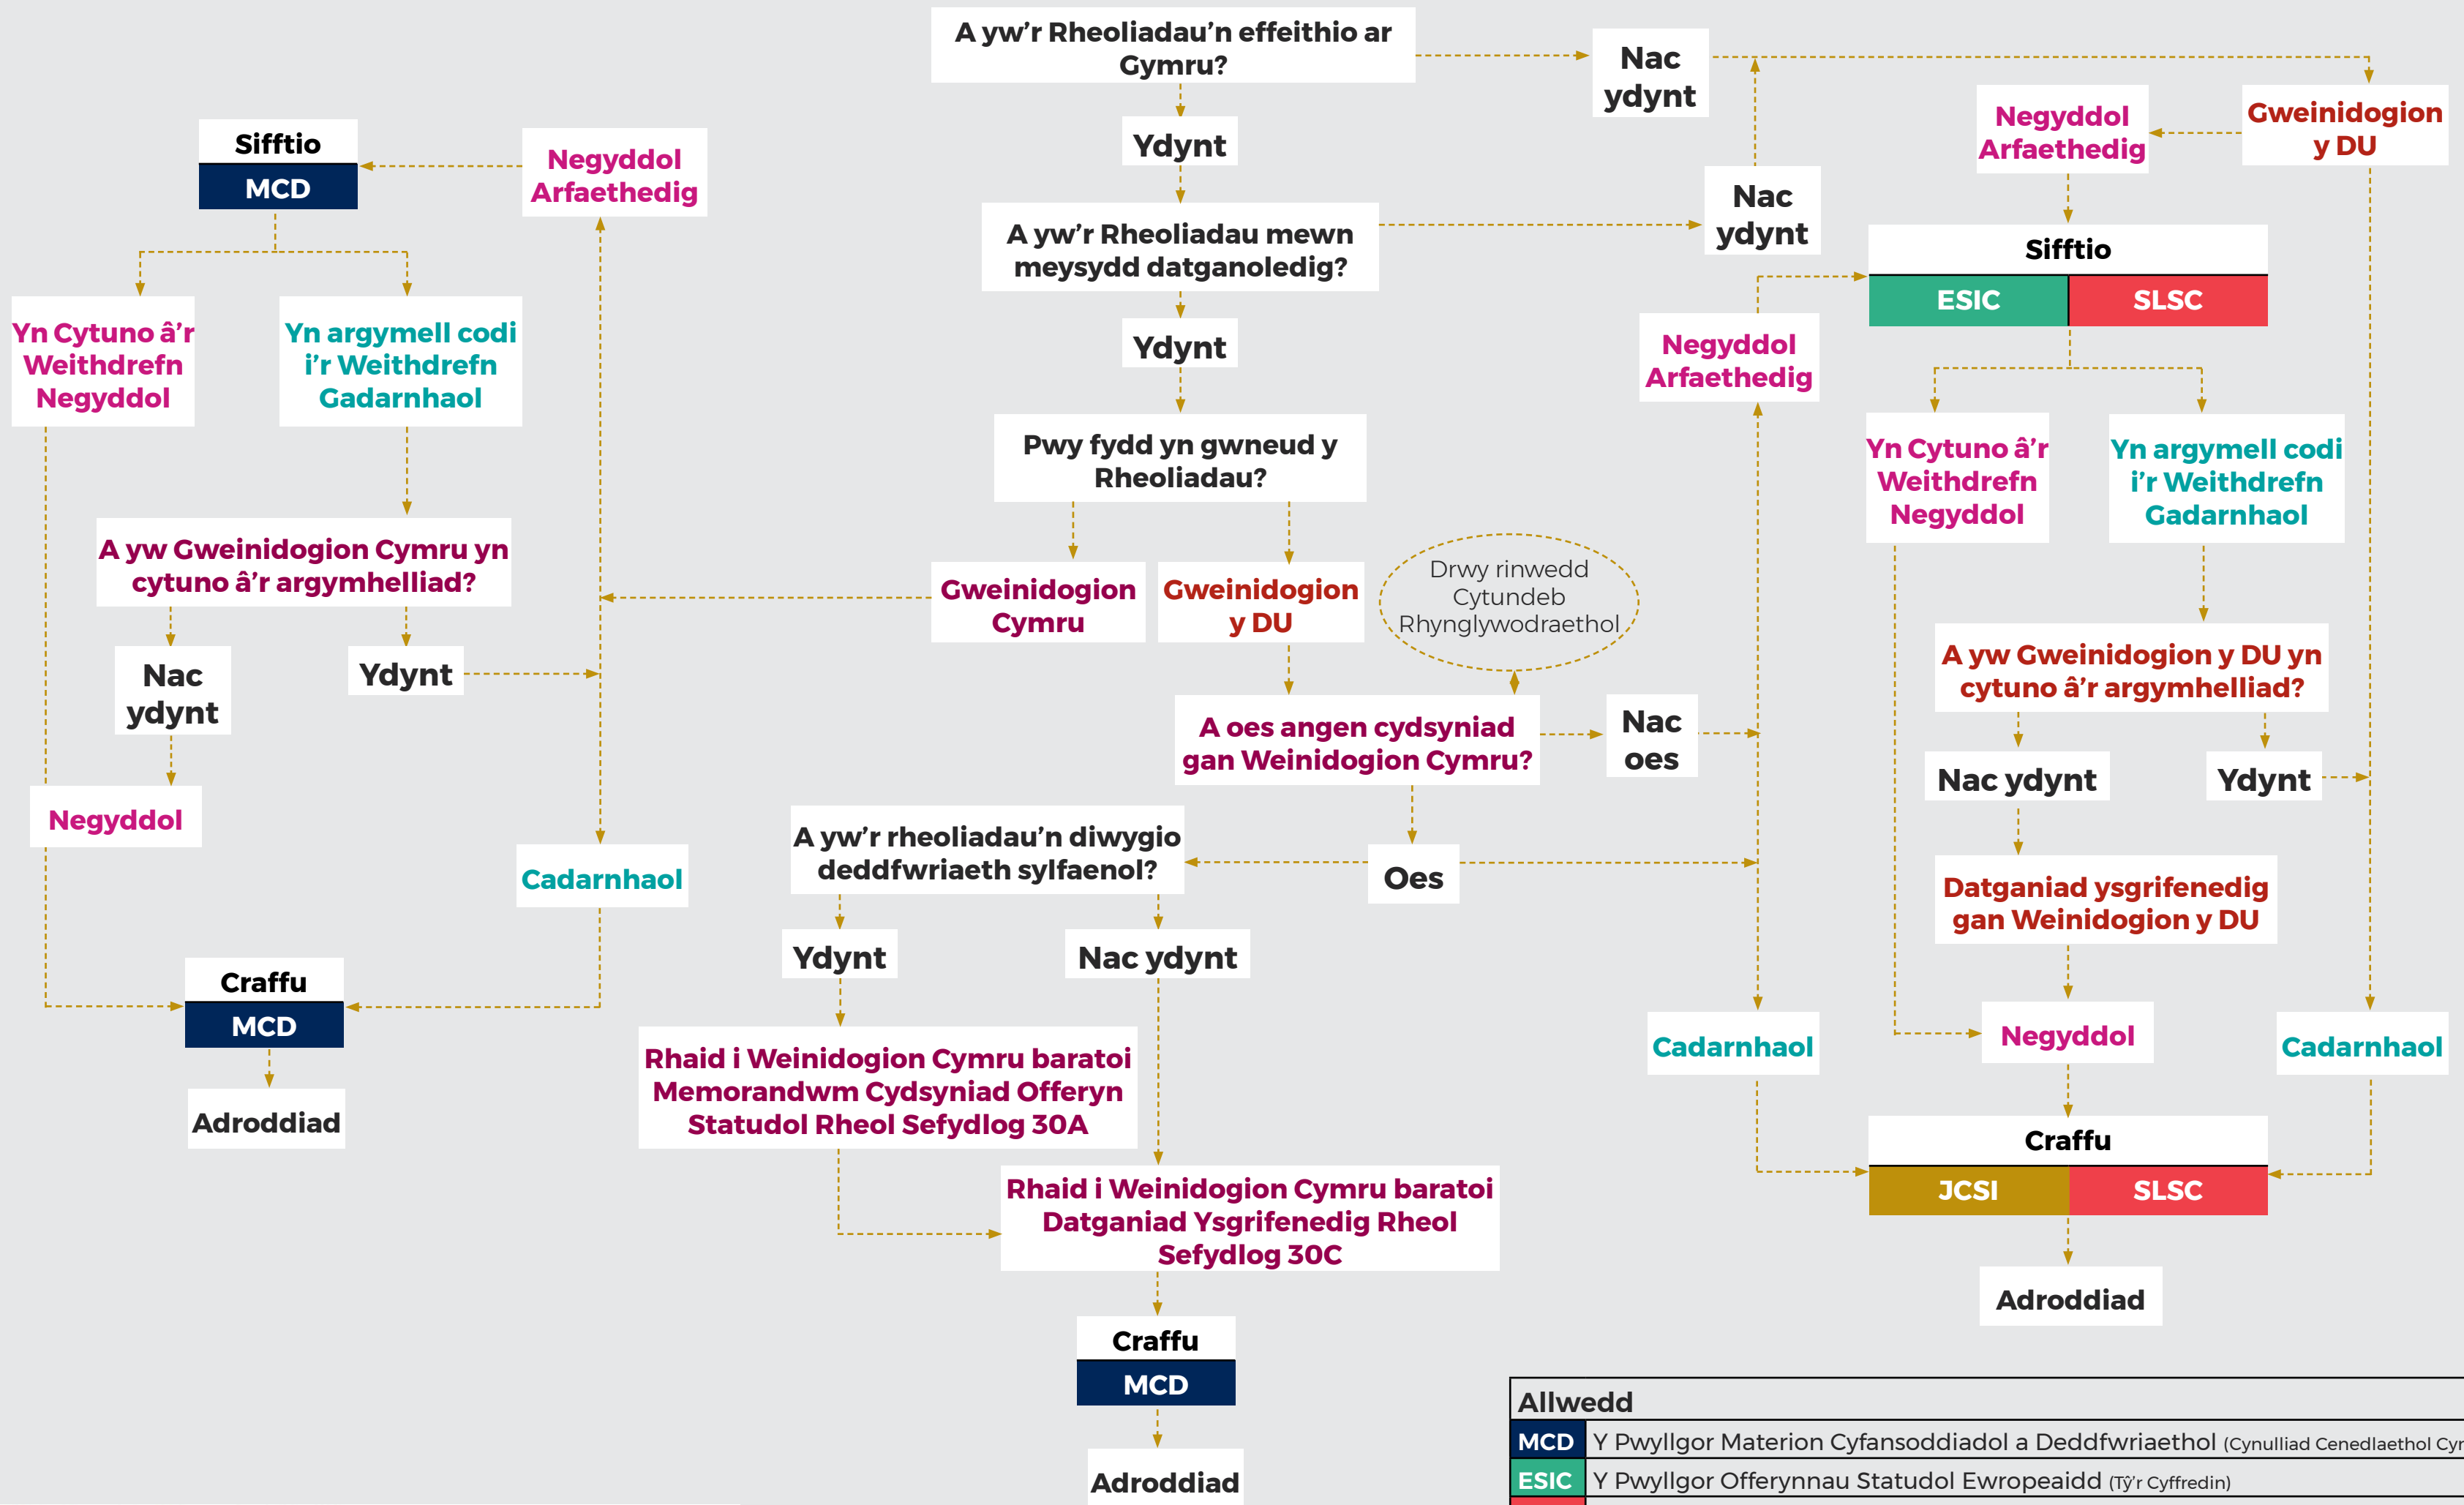 A yw'r Rheoliadau'n effeithio ar
Gymru?
Nac
ydynt
Ydynt
A yw'r Rheoliadau mewn
meysydd datganoledig?
Nac
ydynt
Ydynt
Pwy fydd yn gwneud y
Rheoliadau?
Gweinidogion
Cymru
Gweinidogion
y DU
Drwy rinwedd
Cytundeb
Rhynglywodraethol
A oes angen cydsyniad
gan Weinidogion Cymru?
Nac
oes
Oes
A yw'r rheoliadau'n diwygio
deddfwriaeth sylfaenol?
Ydynt
Nac ydynt
Rhaid i Weinidogion Cymru baratoi
Memorandwm Cydsyniad Offeryn
Statudol Rheol Sefydlog 30A
Rhaid i Weinidogion Cymru baratoi
Datganiad Ysgrifenedig Rheol
Sefydlog 30C
Craffu
MCD
Adroddiad
Sifftio
MCD
Negyddol
Arfaethedig
Yn Cytuno â'r
Weithdrefn
Negyddol
Yn argymell codi
i'r Weithdrefn
Gadarnhaol
A yw Gweinidogion Cymru yn
cytuno â'r argymhelliad?
Nac
ydynt
Ydynt
Negyddol
Cadarnhaol
Craffu
MCD
Adroddiad
Negyddol
Arfaethedig
Cadarnhaol
Gweinidogion
y DU
Negyddol
Arfaethedig
Sifftio
ESIC
SLSC
Yn Cytuno â'r
Weithdrefn
Negyddol
Yn argymell codi
i'r Weithdrefn
Gadarnhaol
A yw Gweinidogion y DU yn
cytuno â'r argymhelliad?
Nac ydynt
Ydynt
Datganiad ysgrifenedig
gan Weinidogion y DU
Negyddol
Cadarnhaol
Craffu
JCSI
SLSC
Adroddiad
Allwedd
MCD Y Pwyllgor Materion Cyfansoddiadol a Deddfwriaethol (Cynulliad Cenedlaethol
ESIC Y Pwyllgor Offerynnau Statudol Ewropeaidd (Tŷ'r Cyffredin)